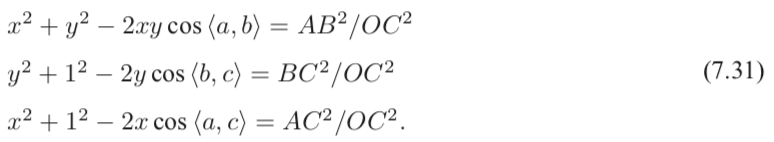 x² + y² − 2xy cos ⟨a, b⟩ = AB²/OC²
y² + 1² − 2y cos ⟨b, c⟩ = BC²/OC² (7.31)
x² + 1² − 2x cos ⟨a, c⟩ = AC²/OC².